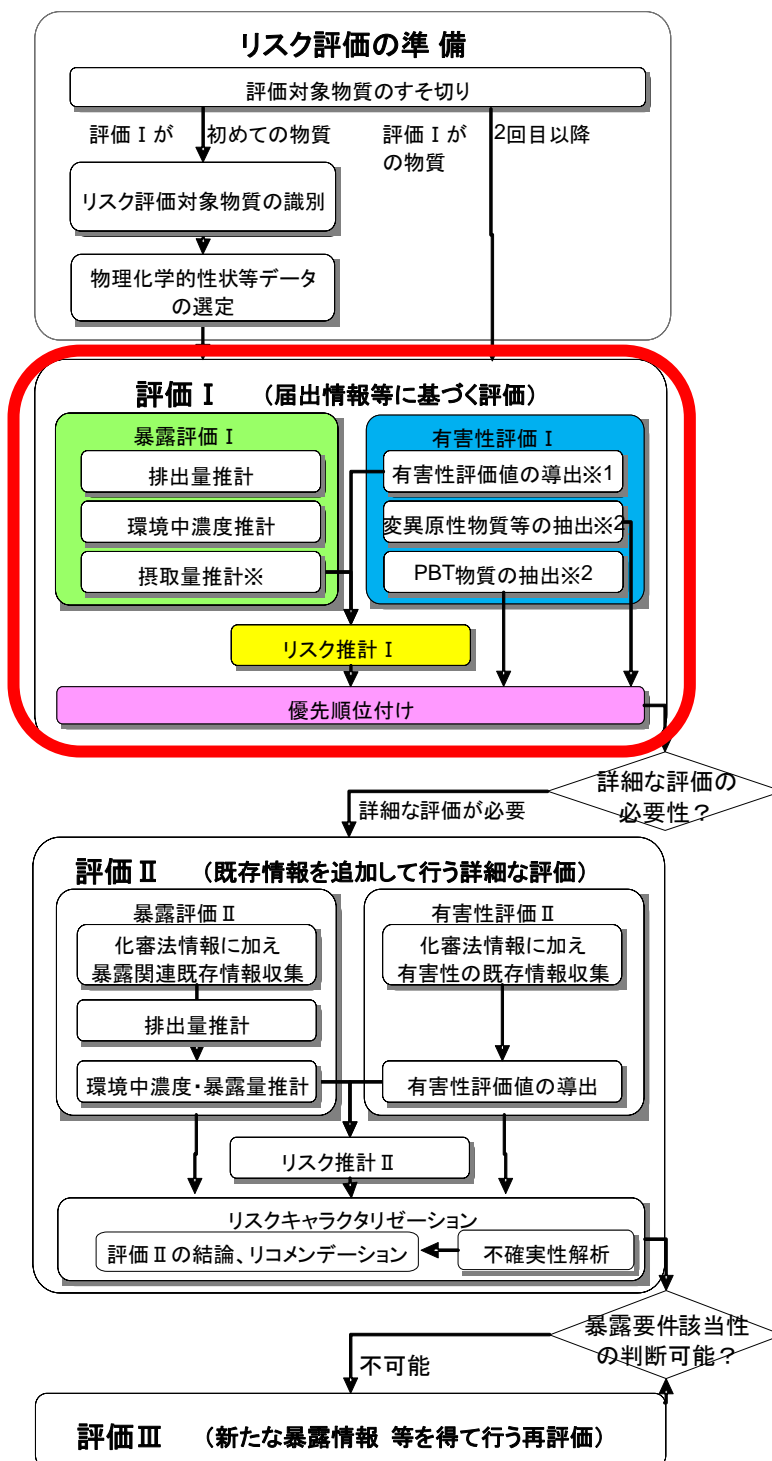 リスク評価の準 備
評価対象物質のすそ切り
評価Ⅰが 初めての物質
評価Ⅰが 2回目以降
の物質
リスク評価対象物質の識別
物理化学的性状等データ
の選定
評価Ⅰ (届出情報等に基づく評価)
暴露評価Ⅰ
排出量推計
環境中濃度推計
摂取量推計※
有害性評価Ⅰ
有害性評価値の導出※1
変異原性物質等の抽出※2
PBT物質の抽出※2
リスク推計Ⅰ
優先順位付け
詳細な評価の
必要性?
詳細な評価が必要
評価Ⅱ (既存情報を追加して行う詳細な評価)
暴露評価Ⅱ
化審法情報に加え
暴露関連既存情報収集
排出量推計
環境中濃度・暴露量推計
有害性評価Ⅱ
化審法情報に加え
有害性の既存情報収集
有害性評価値の導出
リスク推計Ⅱ
リスクキャラクタリゼーション
評価Ⅱの結論、リコメンデーション
不確実性解析
暴露要件該当性
の判断可能?
不可能
評価Ⅲ (新たな暴露情報 等を得て行う再評価)